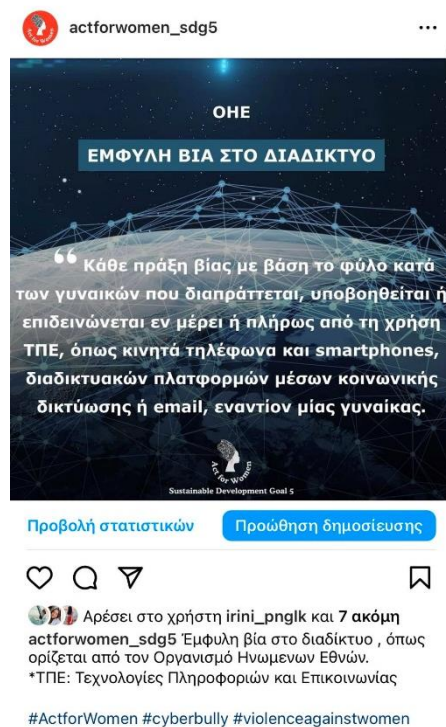 actforwomen_sdg5
ΟΗΕ
ΕΜΦΥΛΗ ΒΙΑ ΣΤΟ ΔΙΑΔΙΚΤΥΟ
“ Κάθε πράξη βίας με βάση το φύλο κατά
των γυναικών που διαπράττεται, υποβοηθείται ή
επιδεινώνεται εν μέρει ή πλήρως από τη χρήση
ΤΠΕ, όπως κινητά τηλέφωνα και smartphones,
διαδικτυακών πλατφορμών μέσων κοινωνικής
δικτύωσης ή email, εναντίον μίας γυναίκας.
Act for Women
Sustainable Development Goal 5
Προβολή στατιστικών
Προώθηση δημοσίευσης
Αρέσει στο χρήστη irini_pnglk και 7 ακόμη
actforwomen_sdg5 Έμφυλη βία στο διαδίκτυο , όπως
ορίζεται από τον Οργανισμό Ηνωμενων Εθνών.
*ΤΠΕ: Τεχνολογίες Πληροφοριών και Επικοινωνίας
#ActforWomen #cyberbully #violenceagainstwomen